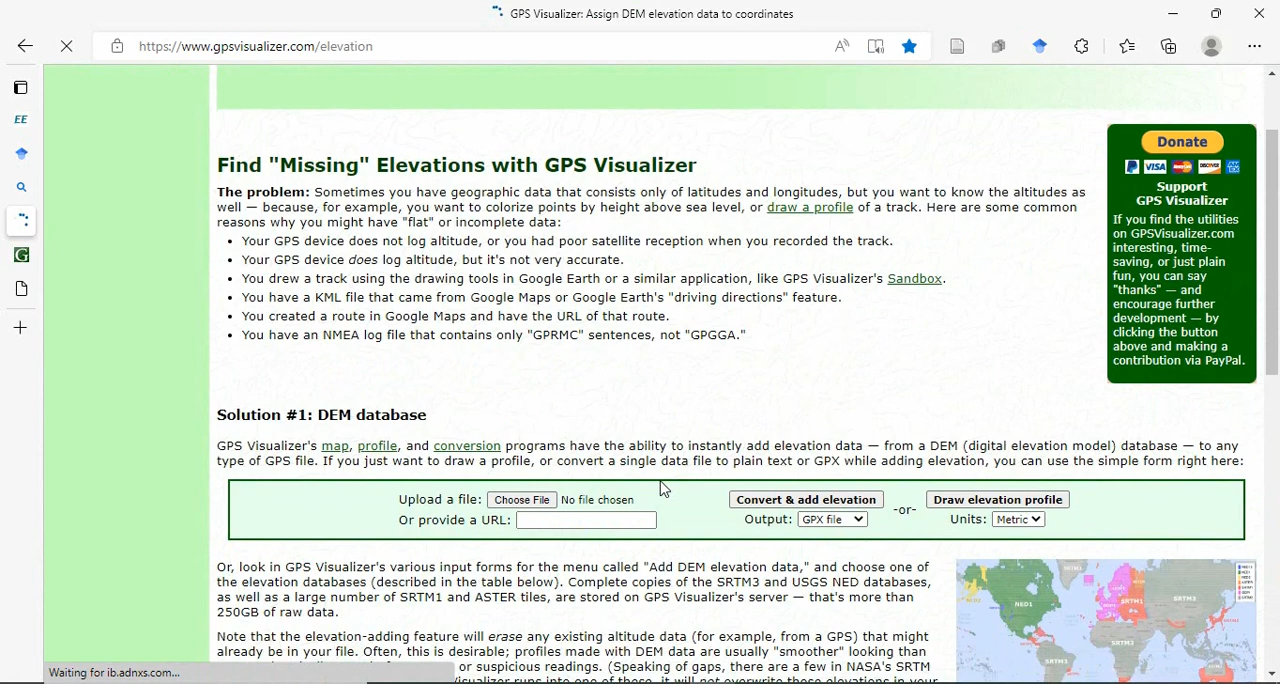 GPS Visualizer: Assign DEM elevation data to coordinates
https://www.gpsvisualizer.com/elevation
EE
G
Find "Missing" Elevations with GPS Visualizer
The problem: Sometimes you have geographic data that consists only of latitudes and longitudes, but you want to know the altitudes as
well — because, for example, you want to colorize points by height above sea level, or draw a profile of a track. Here are some common
reasons why you might have "flat" or incomplete data:
• Your GPS device does not log altitude, or you had poor satellite reception when you recorded the track.
• Your GPS device does log altitude, but it's not very accurate.
• You drew a track using the drawing tools in Google Earth or a similar application, like GPS Visualizer's Sandbox.
• You have a KML file that came from Google Maps or Google Earth's "driving directions" feature.
• You created a route in Google Maps and have the URL of that route.
• You have an NMEA log file that contains only "GPRMC" sentences, not "GPGGA."
Donate
PayPal VISA
Support
GPS Visualizer
If you find the utilities
on GPSVisualizer.com
interesting, time-
saving, or just plain
fun, you can say
"thanks" — and
encourage further
development — by
clicking the button
above and making a
contribution via PayPal.
Solution #1: DEM database
GPS Visualizer's map, profile, and conversion programs have the ability to instantly add elevation data — from a DEM (digital elevation model) database — to any
type of GPS file. If you just want to draw a profile, or convert a single data file to plain text or GPX while adding elevation, you can use the simple form right here:
Upload a file: Choose File No file chosen
Or provide a URL:
Convert & add elevation
Output: GPX file
-or-
Draw elevation profile
Units: Metric
Or, look in GPS Visualizer's various input forms for the menu called "Add DEM elevation data," and choose one of
the elevation databases (described in the table below). Complete copies of the SRTM3 and USGS NED databases,
as well as a large number of and ASTER tiles, are stored on GPS Visualizer's server — that's more than
250GB of raw data.
Note that the elevation-adding feature will erase any existing altitude data (for example, from a GPS) that might
already be in your file. Often, this is desirable; profiles made with DEM data are usually "smoother" looking than
or suspicious readings. (Speaking of gaps, there are a few in NASA's SRTM
it will not overwrite those elevations in your
NED1
SRTM1
SRTM3
SRTM3
SRTM3
Waiting for ib.adnxs.com...